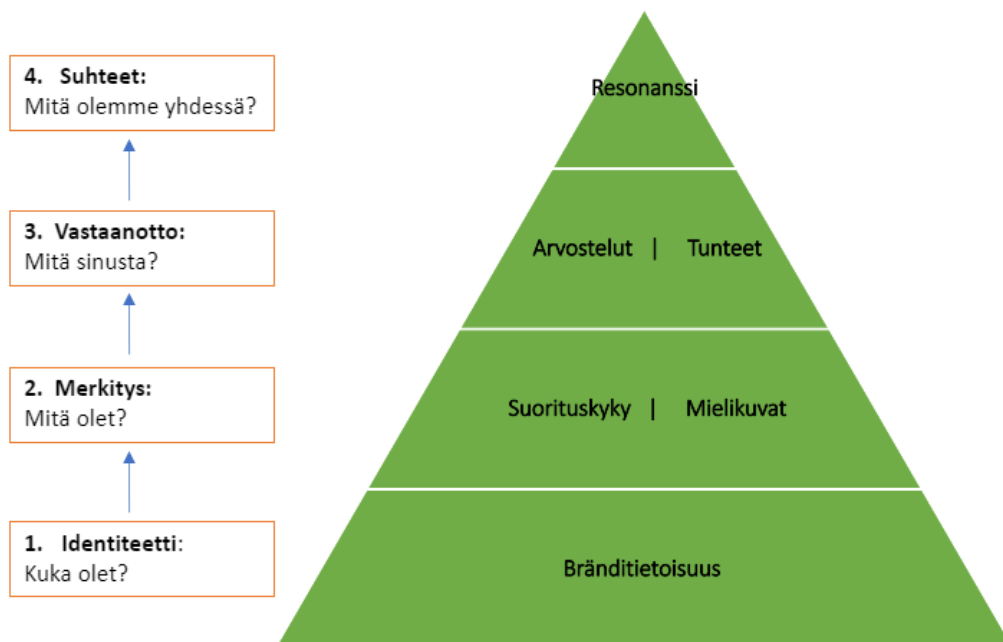 4. Suhteet:
Mitä olemme yhdessä?
Resonanssi
3. Vastaanotto:
Mitä sinusta?
Arvostelut | Tunteet
2. Merkitys:
Mitä olet?
Suorituskyky | Mielikuvat
1. Identiteetti:
Kuka olet?
Bränditietoisuus